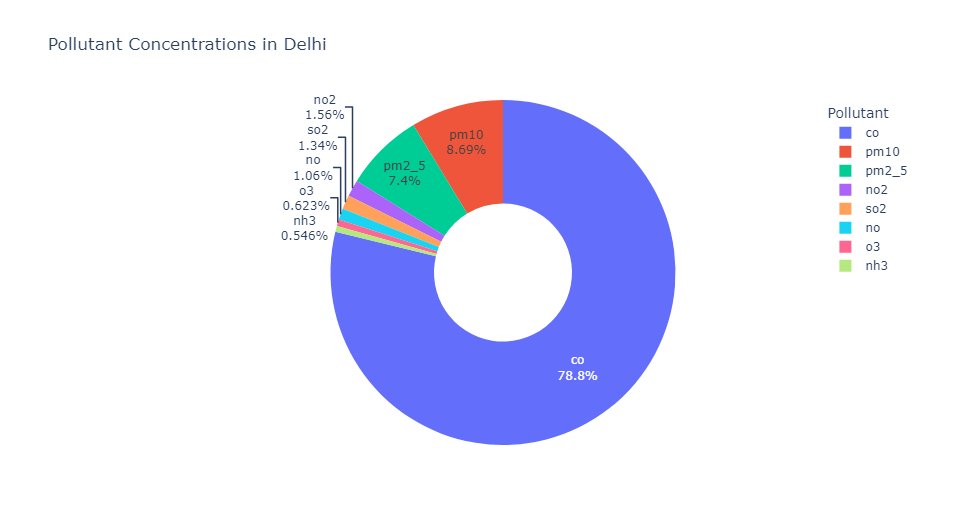 Pollutant Concentrations in Delhi
no2
1.56%
so2
1.34%
no
1.06%
o3
0.623%
nh3
0.546%
pm2_5
7.4%
pm10
8.69%
co
78.8%
Pollutant
co
pm10
pm2_5
no2
so2
no
o3
nh3